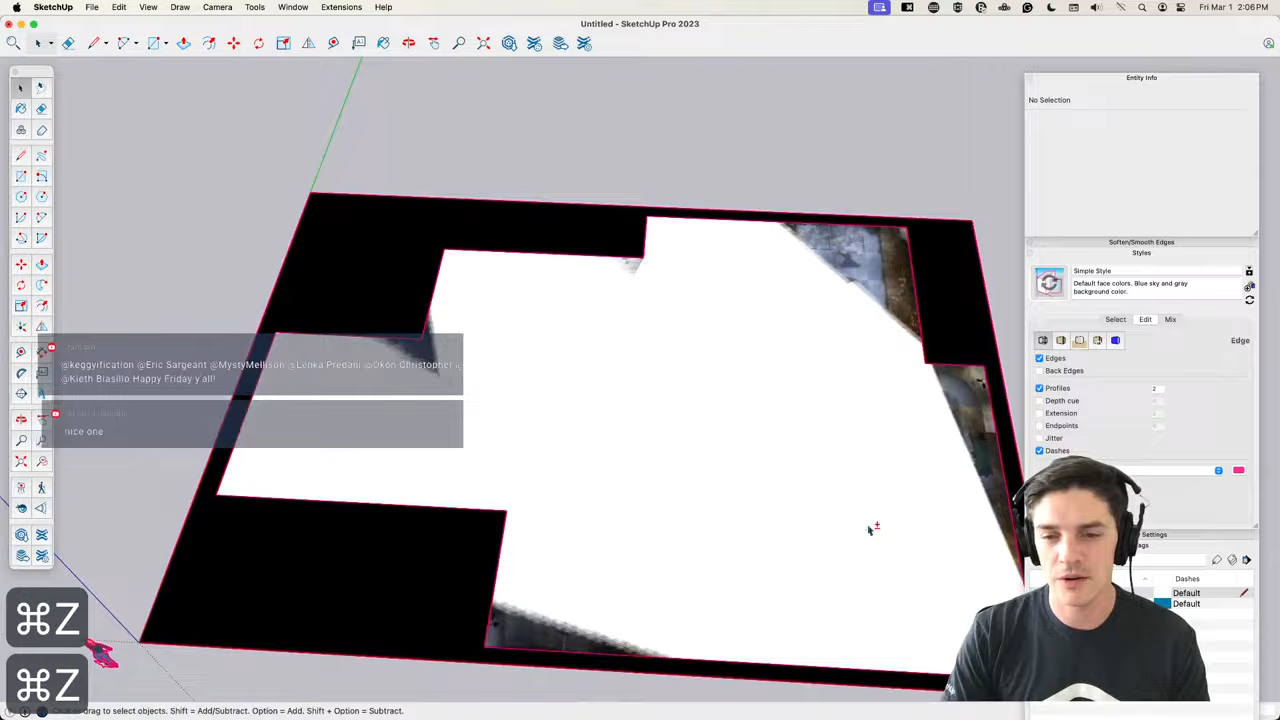 SketchUp File Edit View Draw Camera Tools Window Extensions Help
Fri Mar 1 2:06 PM
Untitled - SketchUp Pro 2023
Entity Info
No Selection
Soften/Smooth Edges
Styles
Simple Style
Default face colors. Blue sky and gray
background color.
Select Edit Mix
Edge
Edges
Back Edges
Profiles 2
Depth cue
Extension
Endpoints
Jitter
Dashes
@keggyification @Eric Sargeant @MystyMellison @Lenka Predani @Okon Christopher
@Kieth Blasillo Happy Friday y'all!
nice one
Settings
Dashes
Default
Default
⌘Z
⌘Z
Click or drag to select objects. Shift = Add/Subtract. Option = Add. Shift + Option = Subtract.